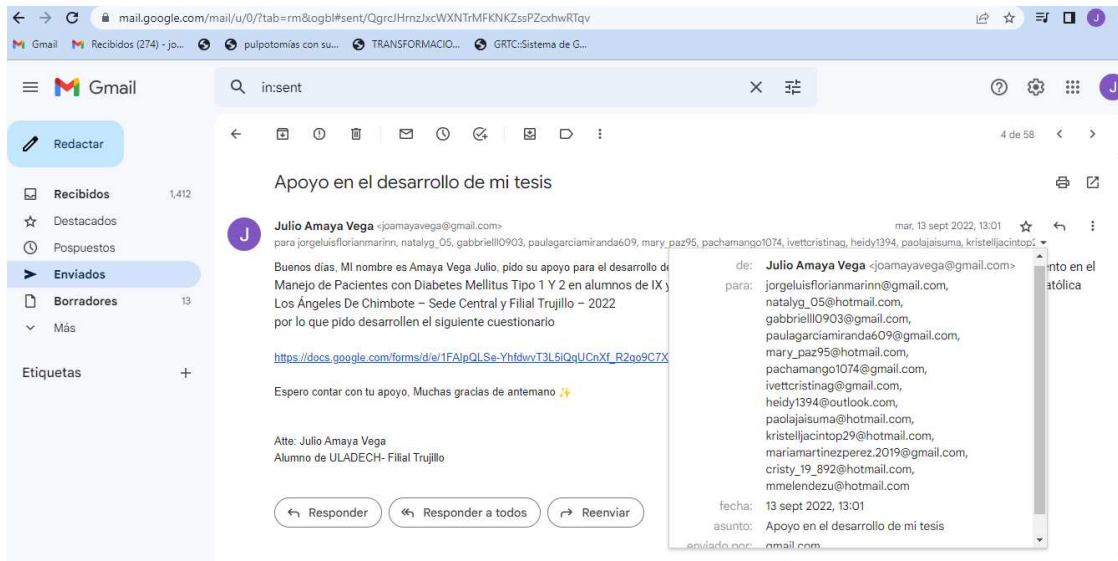 mail.google.com/mail/u/0/?tab=rm&ogbl#sent/QgrcJHrnzJxcWXNTrMFKNKZssPZcxhwRTqv
Gmail Recibidos (274) - jo... pulpotomías con su... TRANSFORMACIO... GRTC::Sistema de G...
Gmail
in:sent
J
Redactar
4 de 58
Recibidos 1,412
Destacados
Pospuestos
Enviados
Borradores 13
Más
Etiquetas
Apoyo en el desarrollo de mi tesis
J
Julio Amaya Vega <joamayavega@gmail.com>
mar, 13 sept 2022, 13:01
para jorgeluisflorianmarinn, natalyg_05, gabbrielll0903, paulagarciamiranda609, mary_paz95, pachamango1074, ivettcristinag, heidy1394, paolajaisuma, kristelljacintop2
Buenos días, MI nombre es Amaya Vega Julio, pido su apoyo para el desarrollo de
Manejo de Pacientes con Diabetes Mellitus Tipo 1 Y 2 en alumnos de IX y
Los Ángeles De Chimbote – Sede Central y Filial Trujillo – 2022
por lo que pido desarrollen el siguiente cuestionario
https://docs.google.com/forms/d/e/1FAIpQLSe-YhfdwvT3L5iQqUCnXf_R2qo9C7X
Espero contar con tu apoyo, Muchas gracias de antemano ✨
Atte: Julio Amaya Vega
Alumno de ULADECH- Filial Trujillo
Responder
Responder a todos
Reenviar
de: Julio Amaya Vega <joamayavega@gmail.com>
para: jorgeluisflorianmarinn@gmail.com,
natalyg_05@hotmail.com,
gabbrielll0903@gmail.com,
paulagarciamiranda609@gmail.com,
mary_paz95@hotmail.com,
pachamango1074@gmail.com,
ivettcristinag@gmail.com,
heidy1394@outlook.com,
paolajaisuma@hotmail.com,
kristelljacintop29@hotmail.com,
mariamartinezperez.2019@gmail.com,
cristy_19_892@hotmail.com,
mmelendezu@hotmail.com
fecha: 13 sept 2022, 13:01
asunto: Apoyo en el desarrollo de mi tesis
enviado por: gmail.com